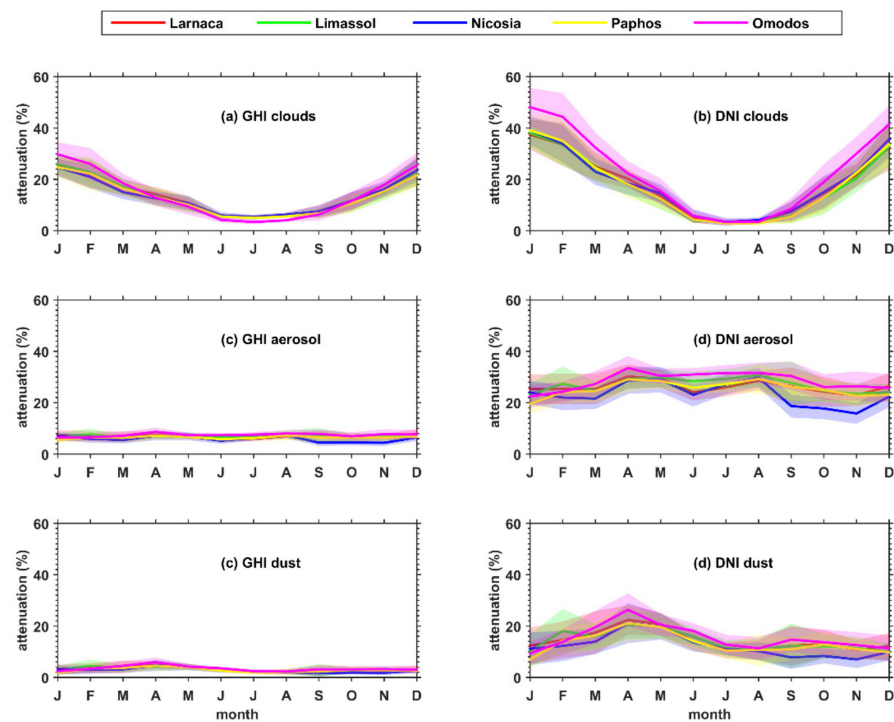 Larnaca Limassol Nicosia Paphos Omodos
60 60
40 (a) GHI clouds 40 (b) DNI clouds
attenuation (%) attenuation (%)
20 20
0 0
J F M A M J J A S O N D J F M A M J J A S O N D
60 60
40 (c) GHI aerosol 40 (d) DNI aerosol
attenuation (%) attenuation (%)
20 20
0 0
J F M A M J J A S O N D J F M A M J J A S O N D
60 60
40 (c) GHI dust 40 (d) DNI dust
attenuation (%) attenuation (%)
20 20
0 0
J F M A M J J A S O N D J F M A M J J A S O N D
month month